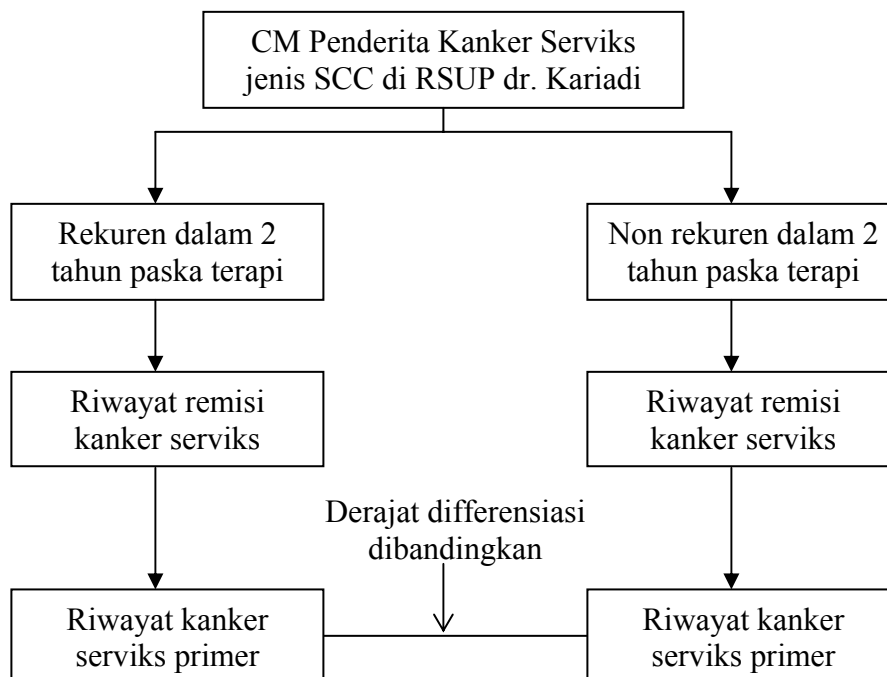 CM Penderita Kanker Serviks
jenis SCC di RSUP dr. Kariadi
Rekuren dalam 2
tahun paska terapi
Non rekuren dalam 2
tahun paska terapi
Riwayat remisi
kanker serviks
Riwayat remisi
kanker serviks
Derajat differensiasi
dibandingkan
Riwayat kanker
serviks primer
Riwayat kanker
serviks primer